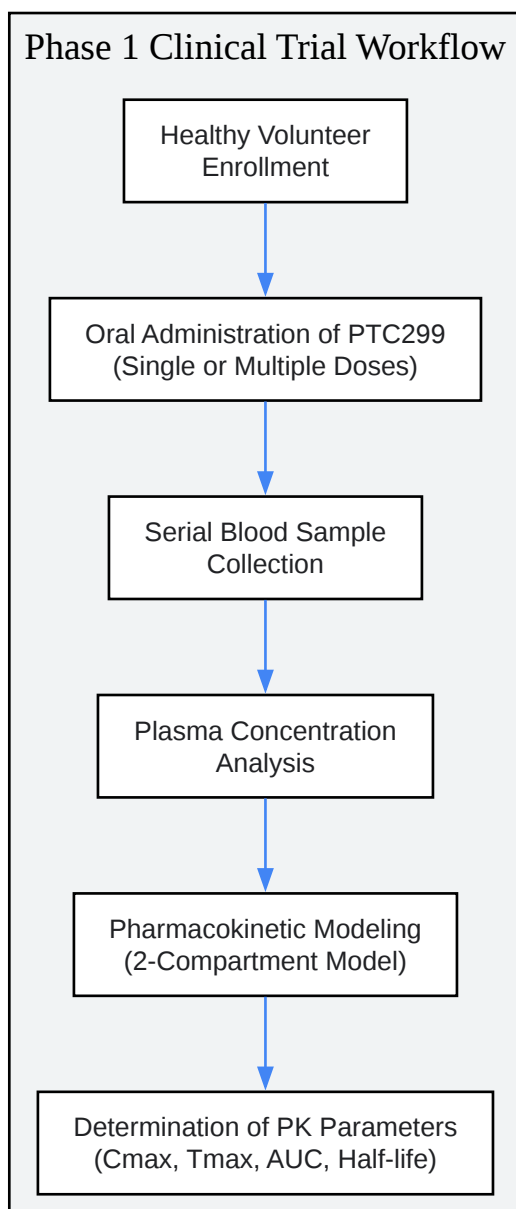 Phase 1 Clinical Trial Workflow
Healthy Volunteer
Enrollment
Oral Administration of PTC299
(Single or Multiple Doses)
Serial Blood Sample
Collection
Plasma Concentration
Analysis
Pharmacokinetic Modeling
(2-Compartment Model)
Determination of PK Parameters
(Cmax, Tmax, AUC, Half-life)